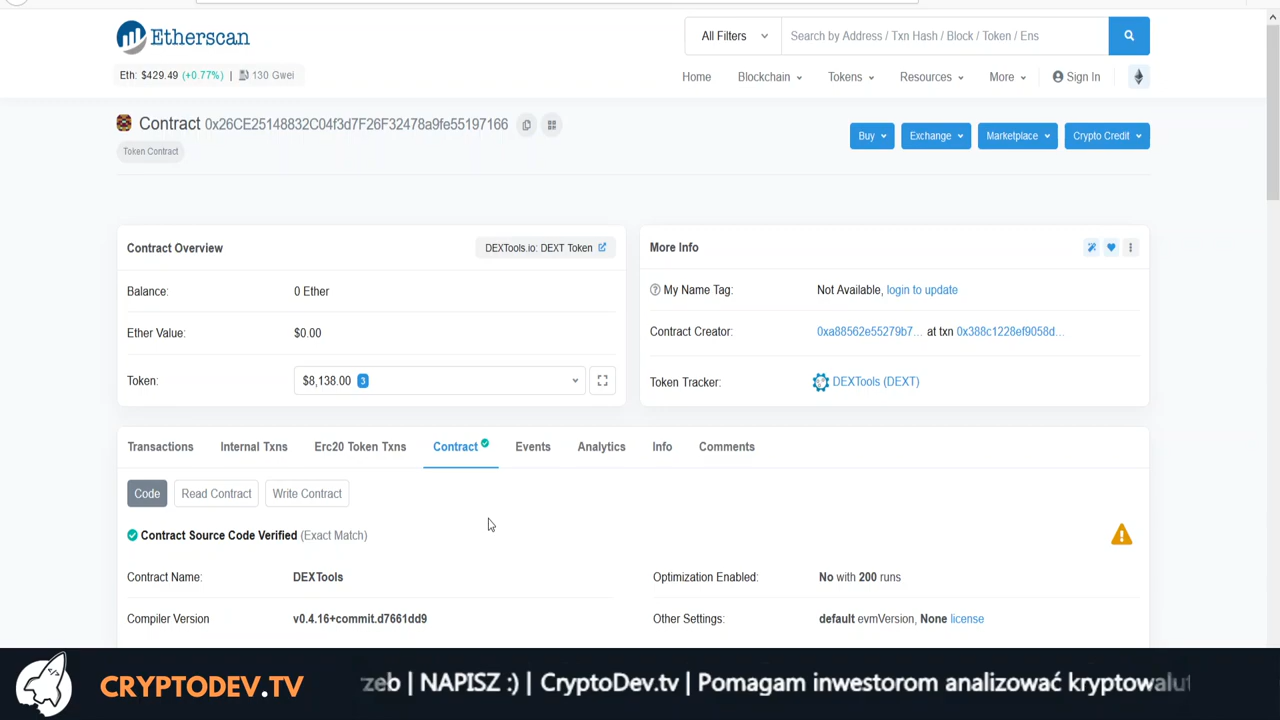 Etherscan
All Filters
Search by Address / Txn Hash / Block / Token / Ens
Eth: $429.49 (+0.77%) | 130 Gwei
Home Blockchain Tokens Resources More Sign In
Contract 0x26CE25148832C04f3d7F26F32478a9fe55197166
Buy Exchange Marketplace Crypto Credit
Token Contract
Contract Overview
DEXTools.io: DEXT Token
Balance: 0 Ether
Ether Value: $0.00
Token: $8,138.00 3
More Info
My Name Tag: Not Available, login to update
Contract Creator: 0xa88562e55279b7... at txn 0x388c1228ef9058d...
Token Tracker: DEXTools (DEXT)
Transactions Internal Txns Erc20 Token Txns Contract Events Analytics Info Comments
Code Read Contract Write Contract
Contract Source Code Verified (Exact Match)
Contract Name: DEXTools
Optimization Enabled: No with 200 runs
Compiler Version v0.4.16+commit.d7661dd9
Other Settings: default evmVersion, None license
CRYPTODEV.TV
zeb | NAPISZ :) | CryptoDev.tv | Pomagam inwestorom analizować kryptowalut